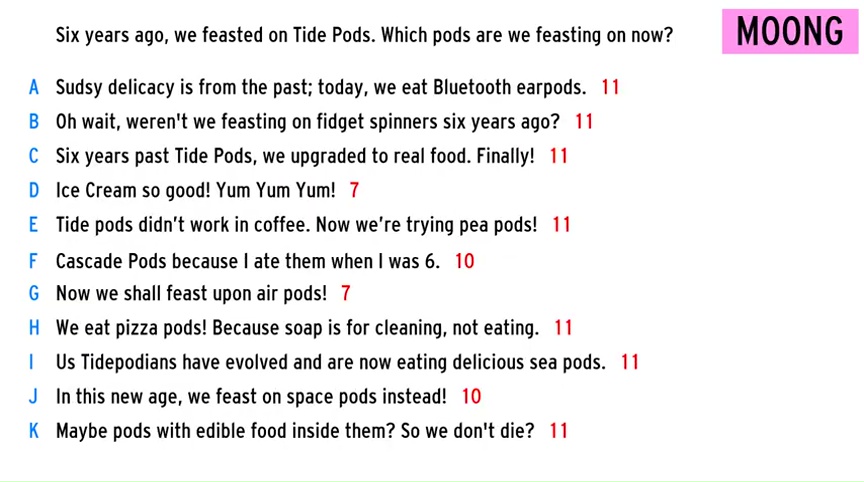 Six years ago, we feasted on Tide Pods. Which pods are we feasting on now?
MOONG
A Sudsy delicacy is from the past; today, we eat Bluetooth earpods. 11
B Oh wait, weren't we feasting on fidget spinners six years ago? 11
C Six years past Tide Pods, we upgraded to real food. Finally! 11
D Ice Cream so good! Yum Yum Yum! 7
E Tide pods didn’t work in coffee. Now we’re trying pea pods! 11
F Cascade Pods because I ate them when I was 6. 10
G Now we shall feast upon air pods! 7
H We eat pizza pods! Because soap is for cleaning, not eating. 11
I Us Tidepodians have evolved and are now eating delicious sea pods. 11
J In this new age, we feast on space pods instead! 10
K Maybe pods with edible food inside them? So we don't die? 11